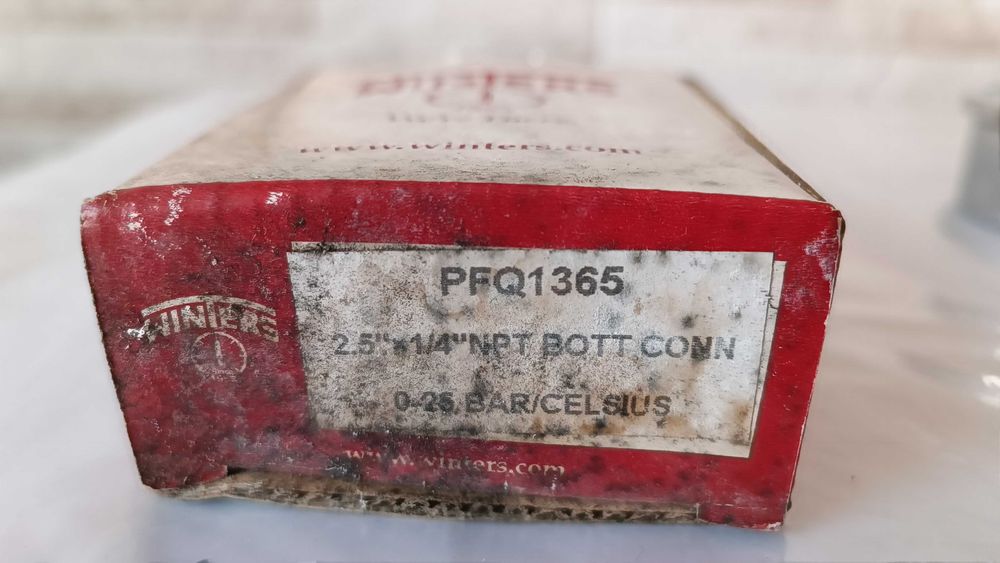 WINTERS
www.winters.com
PFQ1365
2.5"x1/4"NPT BOTT.CONN
0-25 BAR/CELSIUS
WINTERS
www.winters.com